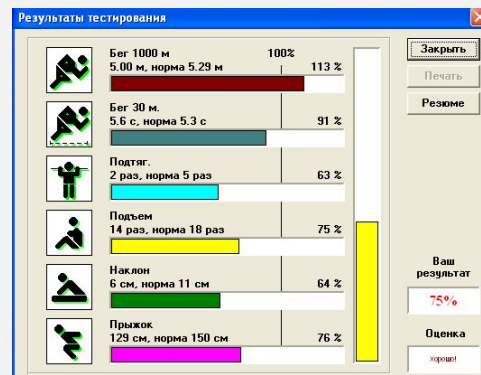 Результаты тестирования
Бег 1000 м 100%
5.00 м, норма 5.29 м 113 %
Бег 30 м.
5.6 с, норма 5.3 с 91 %
Подтяг.
2 раз, норма 5 раз 63 %
Подъем
14 раз, норма 18 раз 75 %
Наклон
6 см, норма 11 см 64 %
Прыжок
129 см, норма 150 см 76 %
Закрыть
Печать
Резюме
Ваш
результат
75%
Оценка
Хорошо!